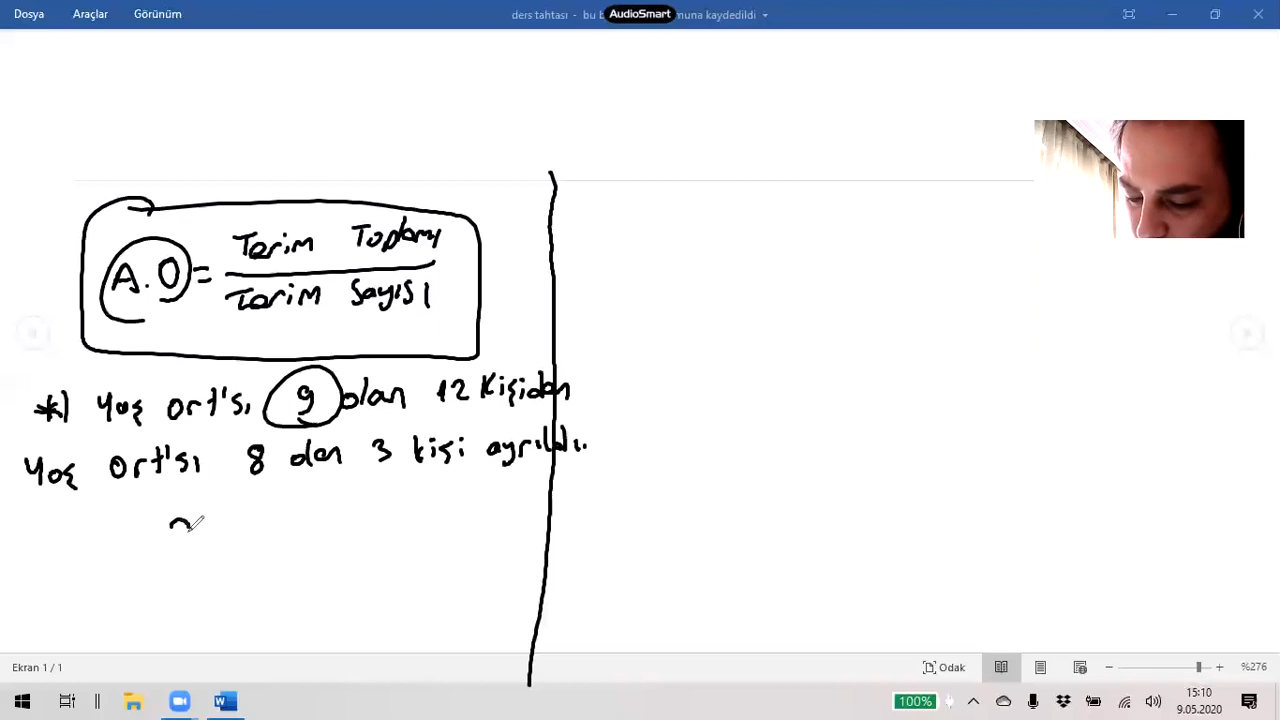 Dosya Araçlar Görünüm
ders tahtası - bu b AudioSmart muna kaydedildi
A.O = Terim Toplamı
Terim Sayısı
*) Yaş ort'sı 9 olan 12 kişiden
Yaş ort'sı 8 olan 3 kişi ayrıldı.
Ekran 1 / 1
Odak
%276
100%
15:10
9.05.2020